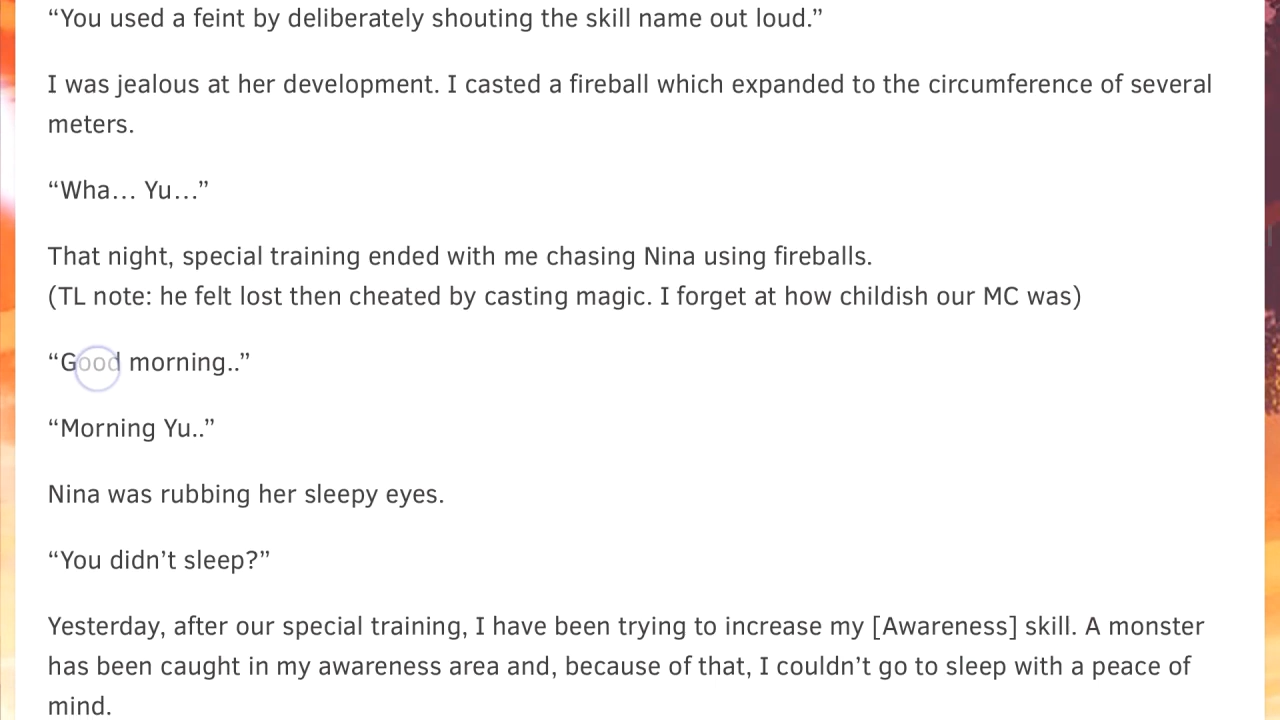 “You used a feint by deliberately shouting the skill name out loud.”
I was jealous at her development. I casted a fireball which expanded to the circumference of several
meters.
“Wha… Yu…”
That night, special training ended with me chasing Nina using fireballs.
(TL note: he felt lost then cheated by casting magic. I forget at how childish our MC was)
“Good morning..”
“Morning Yu..”
Nina was rubbing her sleepy eyes.
“You didn’t sleep?”
Yesterday, after our special training, I have been trying to increase my [Awareness] skill. A monster
has been caught in my awareness area and, because of that, I couldn’t go to sleep with a peace of
mind.